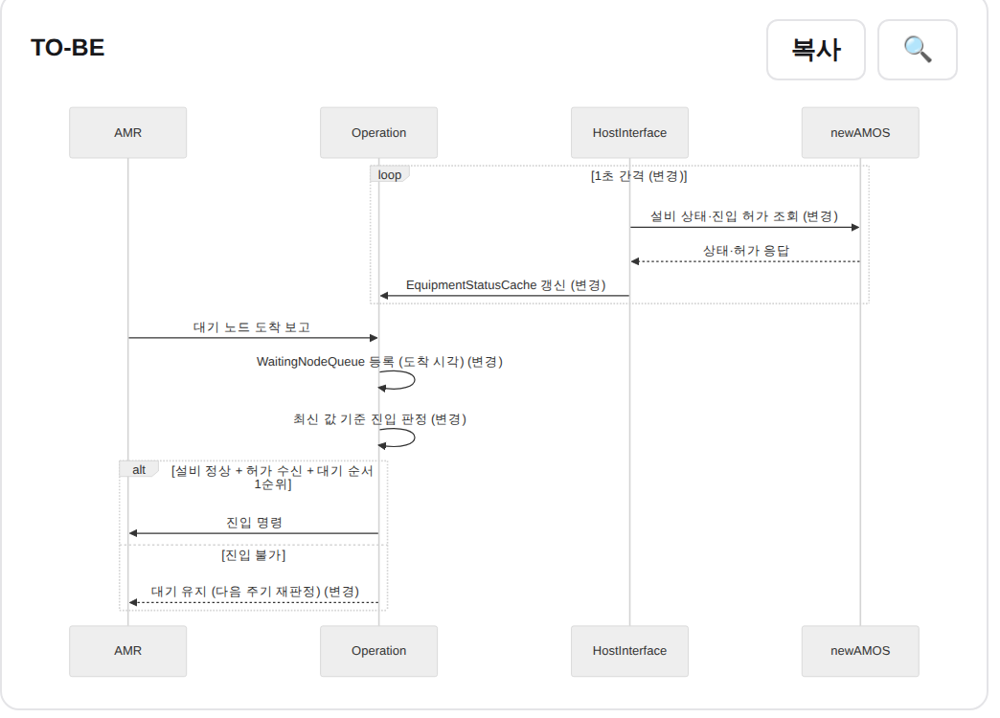 TO-BE
복사
AMR
Operation
HostInterface
newAMOS
loop
[1초 간격 (변경)]
설비 상태·진입 허가 조회 (변경)
상태·허가 응답
EquipmentStatusCache 갱신 (변경)
대기 노드 도착 보고
WaitingNodeQueue 등록 (도착 시각) (변경)
최신 값 기준 진입 판정 (변경)
alt
[설비 정상 + 허가 수신 + 대기 순서
1순위]
진입 명령
[진입 불가]
대기 유지 (다음 주기 재판정) (변경)
AMR
Operation
HostInterface
newAMOS